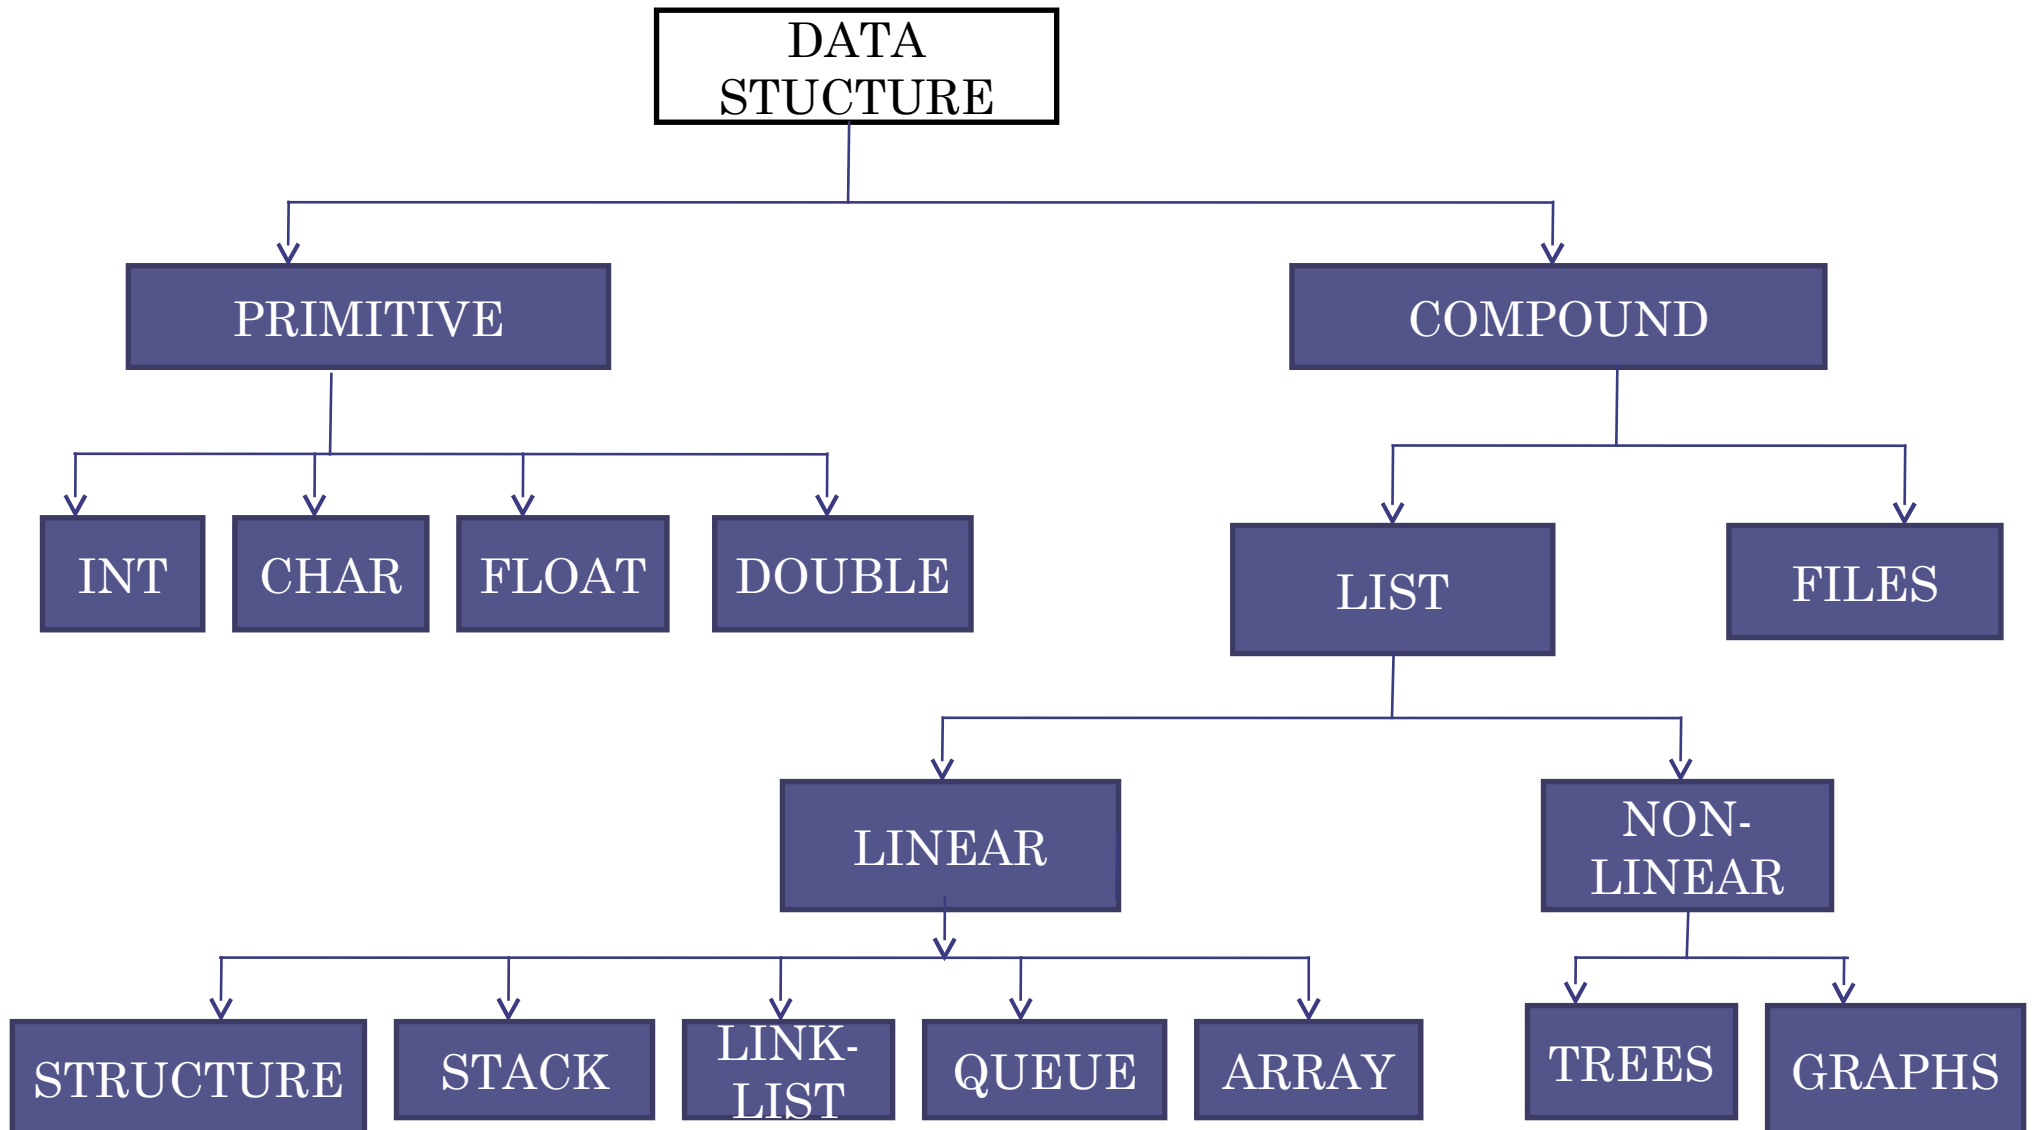 DATA
STUCTURE
PRIMITIVE
COMPOUND
INT
CHAR
FLOAT
DOUBLE
LIST
FILES
LINEAR
NON-
LINEAR
STRUCTURE
STACK
LINK-
LIST
QUEUE
ARRAY
TREES
GRAPHS